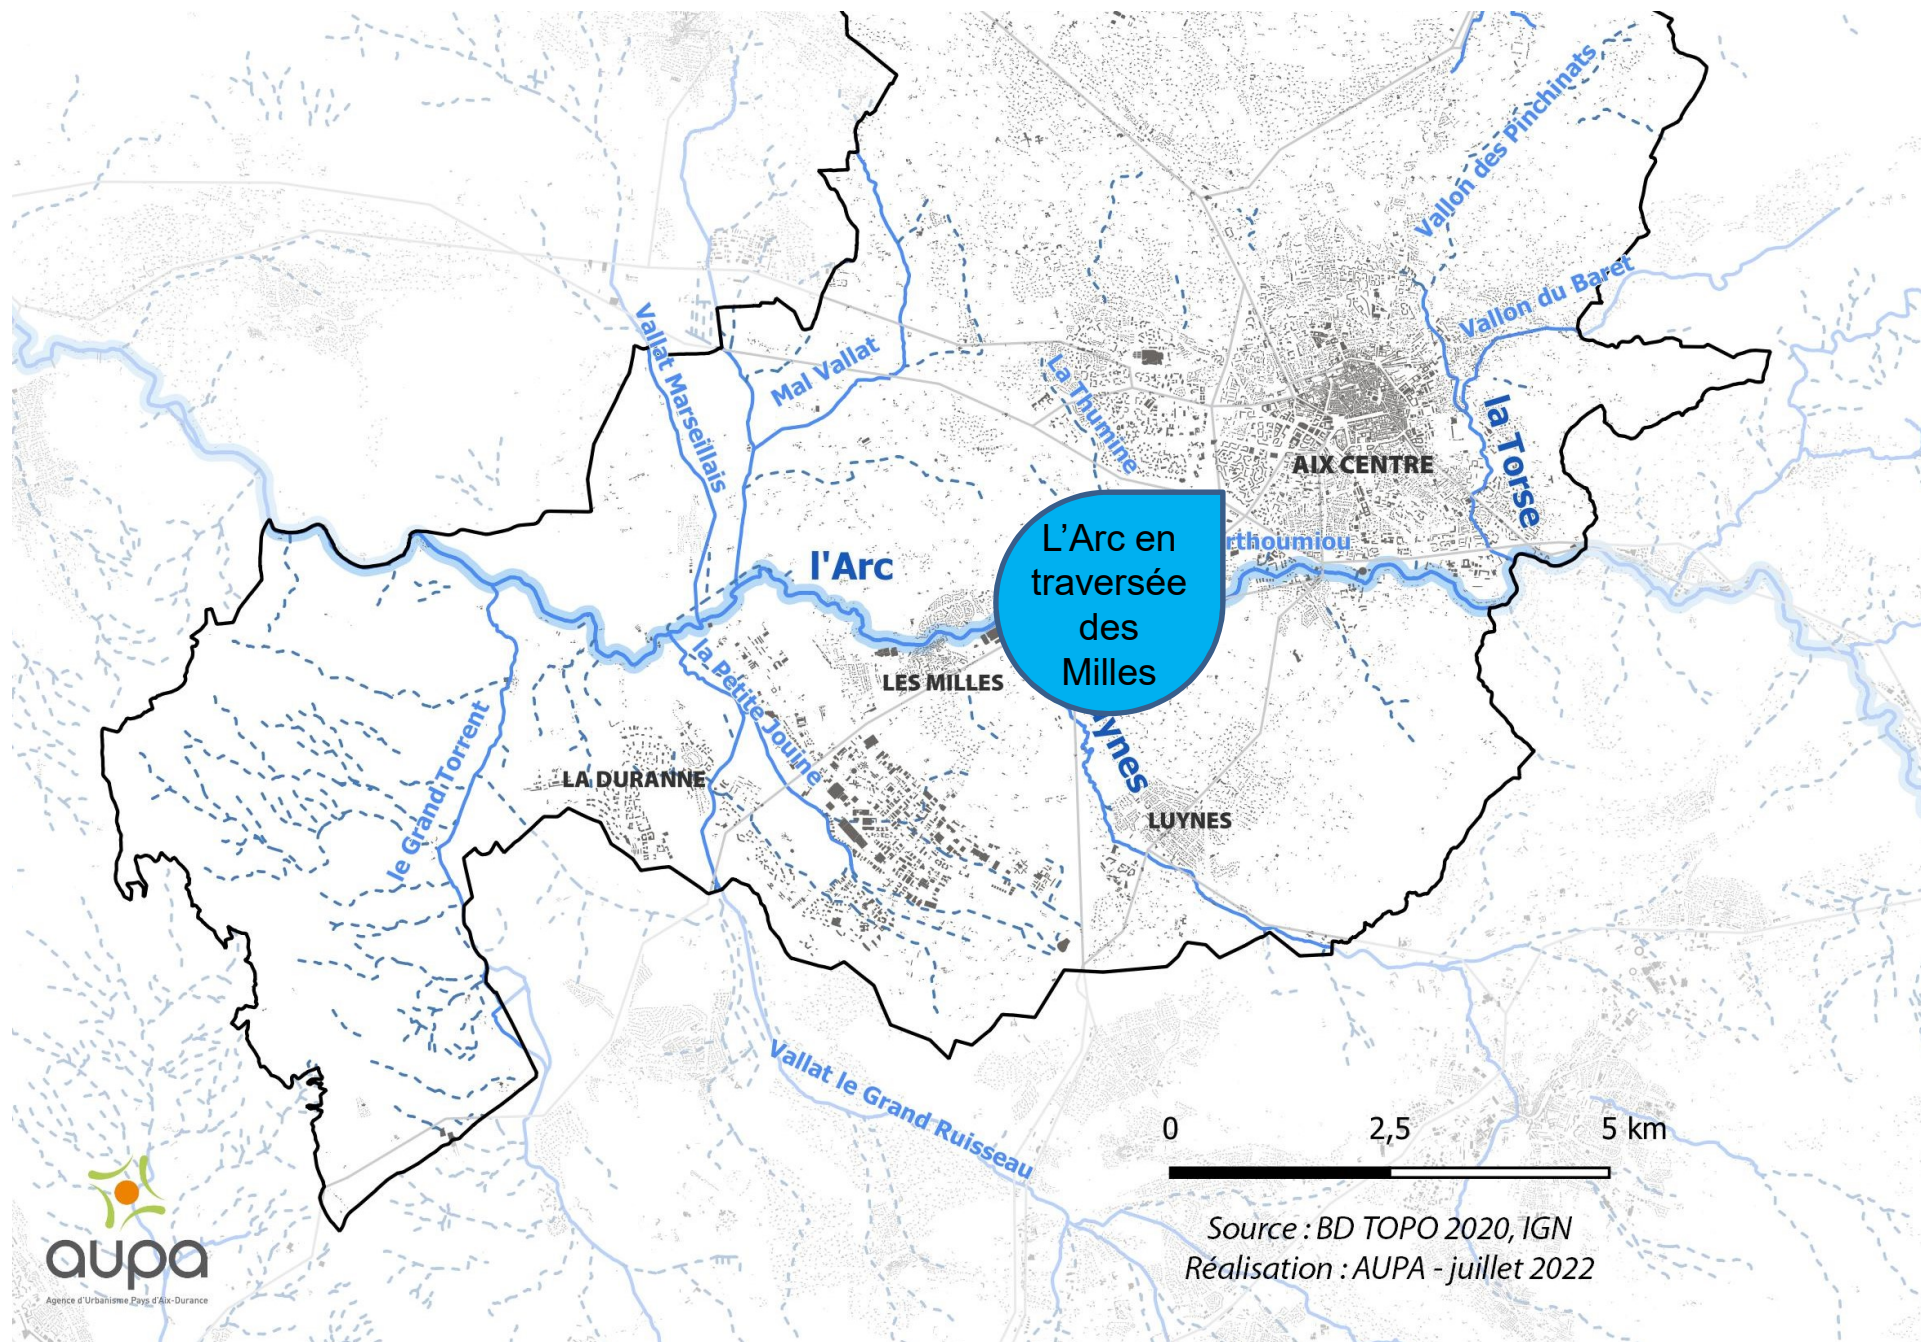 Vallon des Pinchinats
Vallon du Baret
Vallat Marseillais
Mal Vallat
La Thumine
la Torse
AIX CENTRE
L'Arc en
traversée
des
Milles
rthoumiou
l'Arc
la Petite Jouine
LES MILLES
ynes
le Grand Torrent
LA DURANNE
LUYNES
Vallat le Grand Ruisseau
0 2,5 5 km
Source : BD TOPO 2020, IGN
Réalisation : AUPA - juillet 2022
aupa
Agence d'Urbanisme Pays d'Aix-Durance